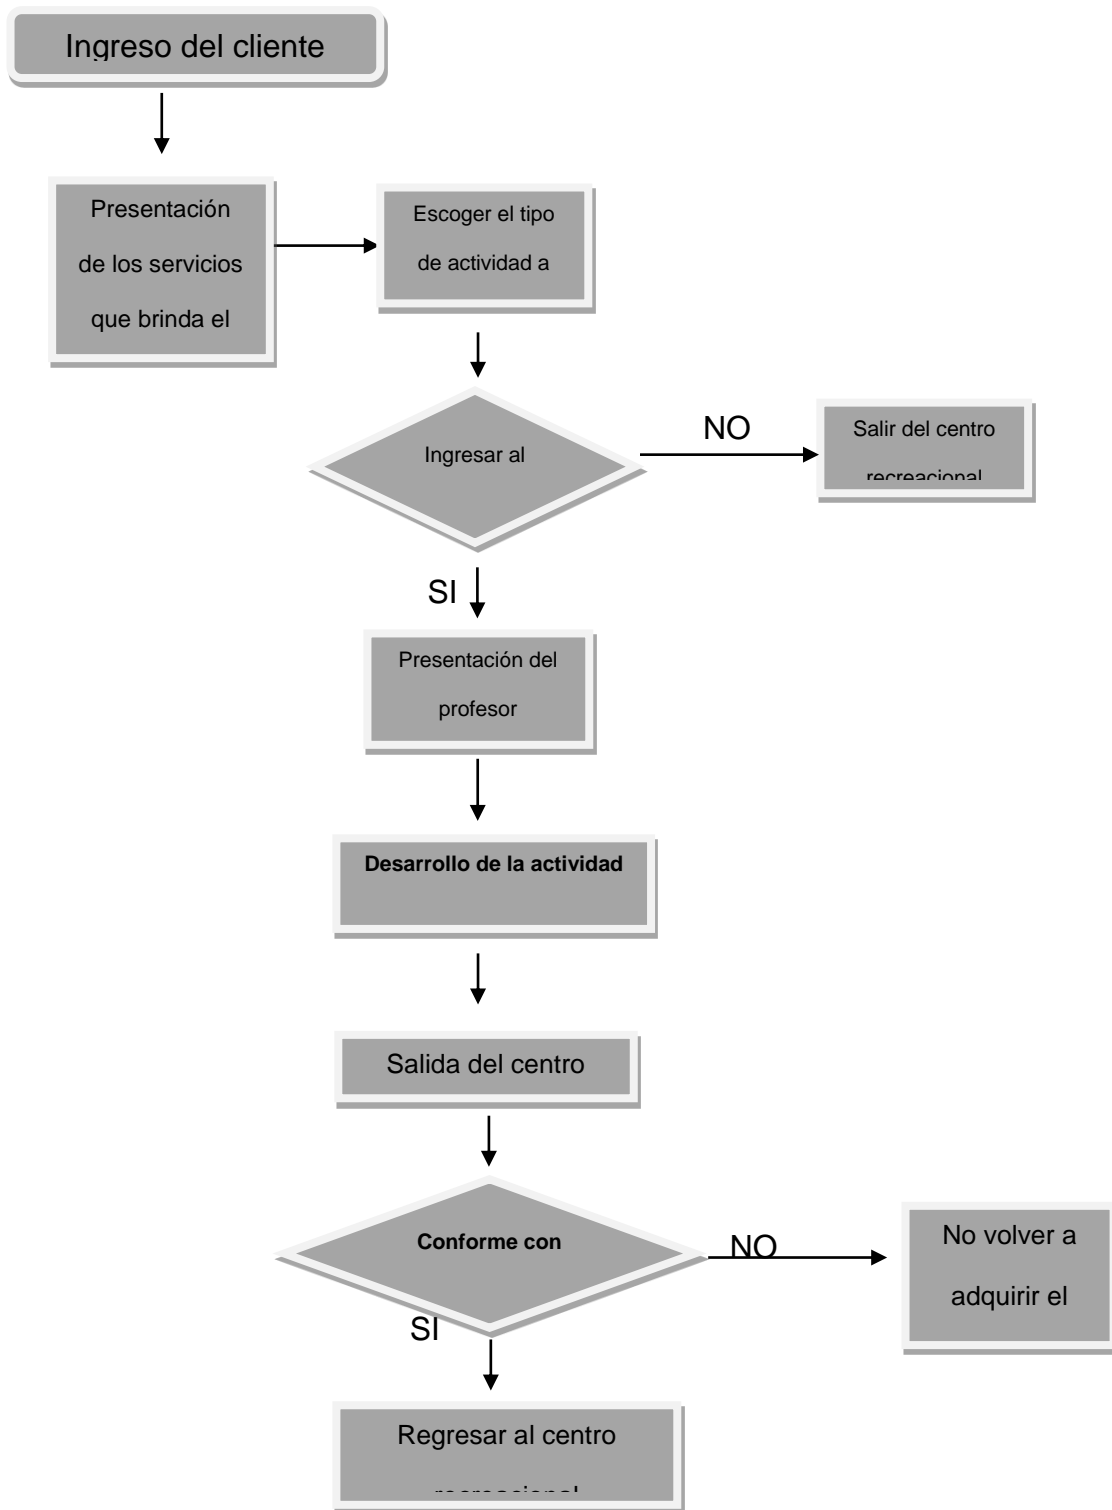 Ingreso del cliente
Presentación
de los servicios
que brinda el
Escoger el tipo
de actividad a
Ingresar al
NO
Salir del centro
recreacional
SI
Presentación del
profesor
Desarrollo de la actividad
Salida del centro
Conforme con
NO
No volver a
adquirir el
SI
Regresar al centro
recreacional